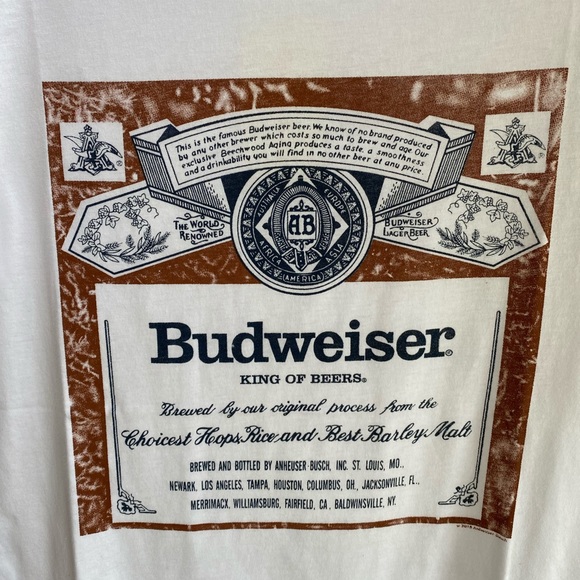 This is the famous Budweiser beer. We know of no brand produced
by any other brewer which costs so much to brew and age. Our
exclusive Beechwood Aging produces a taste, a smoothness
and a drinkability you will find in no other beer at any price.
THE WORLD
RENOWNED
AB
EUROPE
ASIA
AMERICA
AFRICA
BUDWEISER
LAGER BEER
Budweiser®
KING OF BEERS®
Brewed by our original process from the
Choicest Hops, Rice and Best Barley Malt
BREWED AND BOTTLED BY ANHEUSER-BUSCH, INC. ST. LOUIS, MO.,
NEWARK, LOS ANGELES, TAMPA, HOUSTON, COLUMBUS, OH., JACKSONVILLE, FL.,
MERRIMACK, WILLIAMSBURG, FAIRFIELD, CA., BALDWINSVILLE, NY.